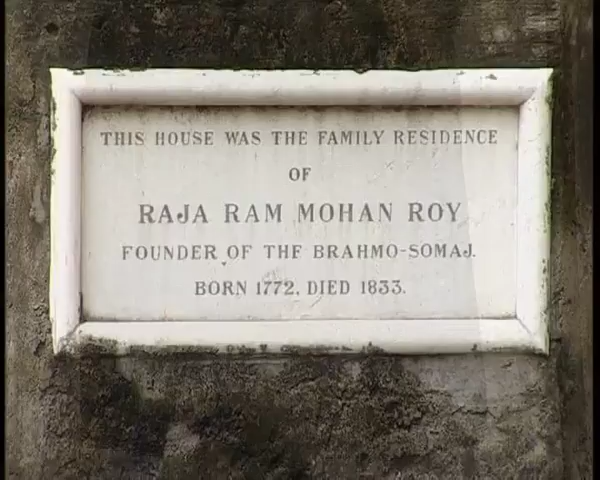 THIS HOUSE WAS THE FAMILY RESIDENCE
OF
RAJA RAM MOHAN ROY
FOUNDER OF THE BRAHMO-SOMAJ.
BORN 1772. DIED 1833.